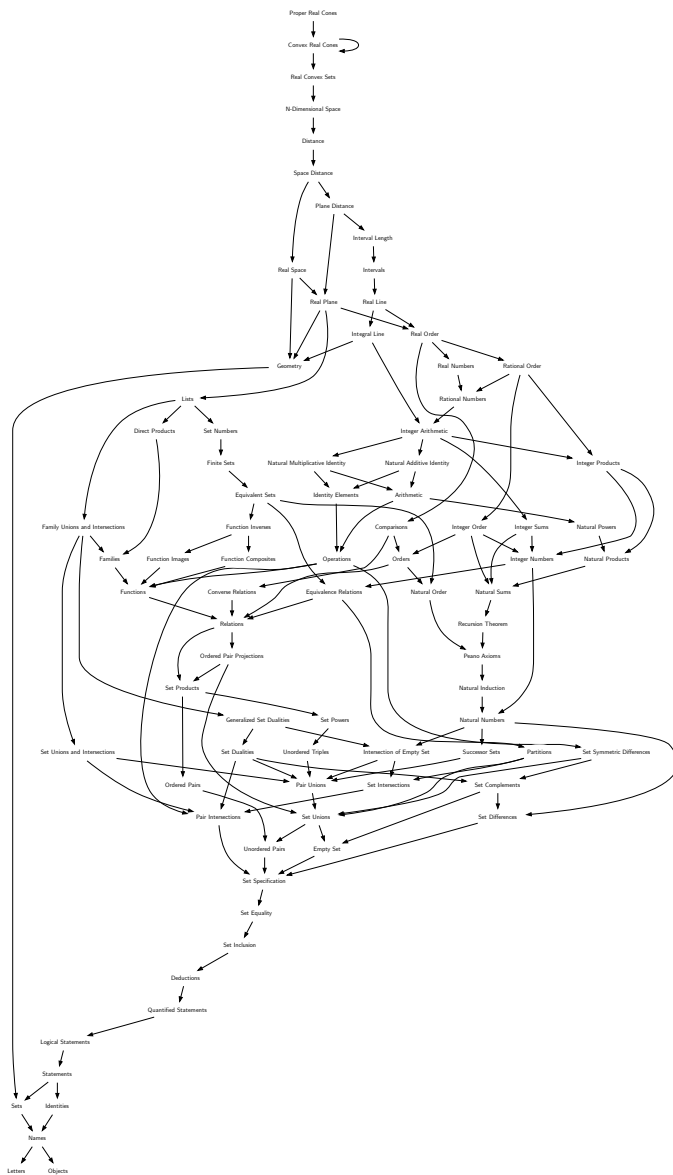 Proper Real Cones
Convex Real Cones
Real Convex Sets
N-Dimensional Space
Distance
Space Distance
Plane Distance
Interval Length
Real Space
Intervals
Real Plane
Real Line
Integral Line
Real Order
Geometry
Real Numbers
Rational Order
Lists
Rational Numbers
Direct Products
Set Numbers
Integer Arithmetic
Finite Sets
Natural Multiplicative Identity
Natural Additive Identity
Integer Products
Equivalent Sets
Identity Elements
Arithmetic
Family Unions and Intersections
Function Inverses
Comparisons
Integer Order
Integer Sums
Natural Powers
Families
Function Images
Function Composites
Operations
Orders
Integer Numbers
Natural Products
Functions
Converse Relations
Equivalence Relations
Natural Order
Natural Sums
Relations
Recursion Theorem
Ordered Pair Projections
Peano Axioms
Set Products
Natural Induction
Generalized Set Dualities
Set Powers
Natural Numbers
Set Unions and Intersections
Set Dualities
Unordered Triples
Intersection of Empty Set
Successor Sets
Partitions
Set Symmetric Differences
Ordered Pairs
Pair Unions
Set Intersections
Set Complements
Pair Intersections
Set Unions
Set Differences
Unordered Pairs
Empty Set
Set Specification
Set Equality
Set Inclusion
Deductions
Quantified Statements
Logical Statements
Statements
Sets
Identities
Names
Letters
Objects